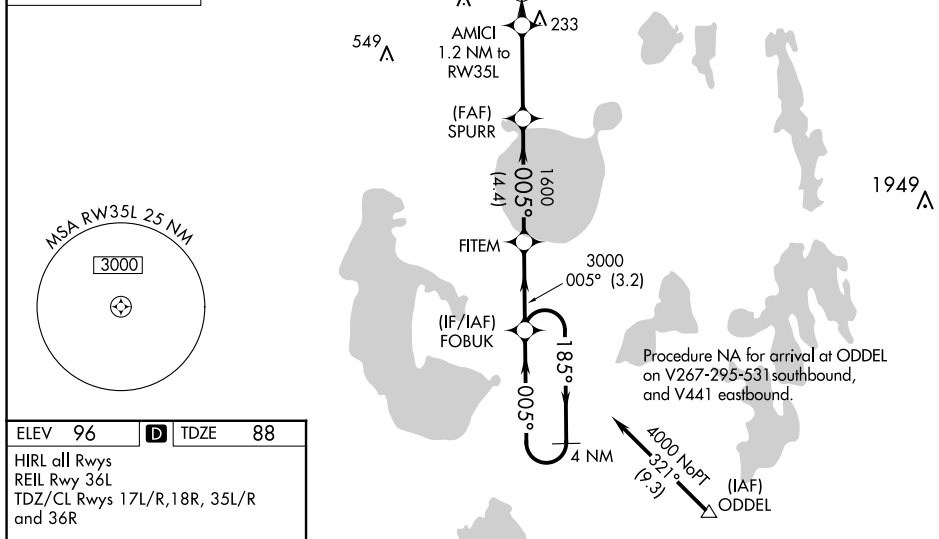 233
549
AMICI
1.2 NM to
RW35L
(FAF)
SPURR
1600
005°
(4.4)
1949
MSA RW35L 25 NM
3000
FITEM
3000
005° (3.2)
(IF/IAF)
FOBUK
185°
005°
4 NM
Procedure NA for arrival at ODDEL
on V267-295-531southbound,
and V441 eastbound.
4000 NoPT
321°
(9.3)
(IAF)
ODDEL
ELEV 96 D TDZE 88
HIRL all Rwys
REIL Rwy 36L
TDZ/CL Rwys 17L/R,18R, 35L/R
and 36R